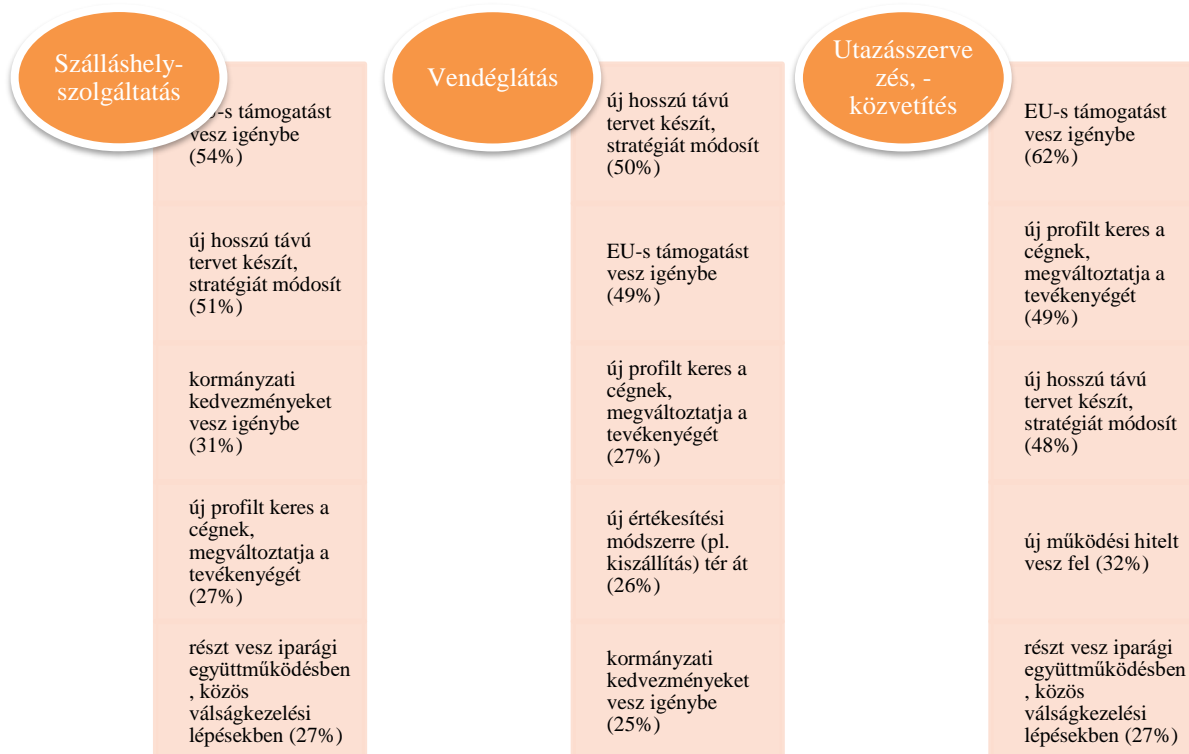 Szálláshely-
szolgáltatás
-s támogatást
vesz igénybe
(54%)
új hosszú távú
tervet készít,
stratégiát módosít
(51%)
kormányzati
kedvezményeket
vesz igénybe
(31%)
új profilt keres a
cégnek,
megváltoztatja a
tevékenyégét
(27%)
részt vesz iparági
együttműködésben
, közös
válságkezelési
lépésekben (27%)
Vendéglátás
új hosszú távú
tervet készít,
stratégiát módosít
(50%)
EU-s támogatást
vesz igénybe
(49%)
új profilt keres a
cégnek,
megváltoztatja a
tevékenyégét
(27%)
új értékesítési
módszerre (pl.
kiszállítás) tér át
(26%)
kormányzati
kedvezményeket
vesz igénybe
(25%)
Utazásszerve
zés, -
közvetítés
EU-s támogatást
vesz igénybe
(62%)
új profilt keres a
cégnek,
megváltoztatja a
tevékenyégét
(49%)
új hosszú távú
tervet készít,
stratégiát módosít
(48%)
új működési hitelt
vesz fel (32%)
részt vesz iparági
együttműködésben
, közös
válságkezelési
lépésekben (27%)